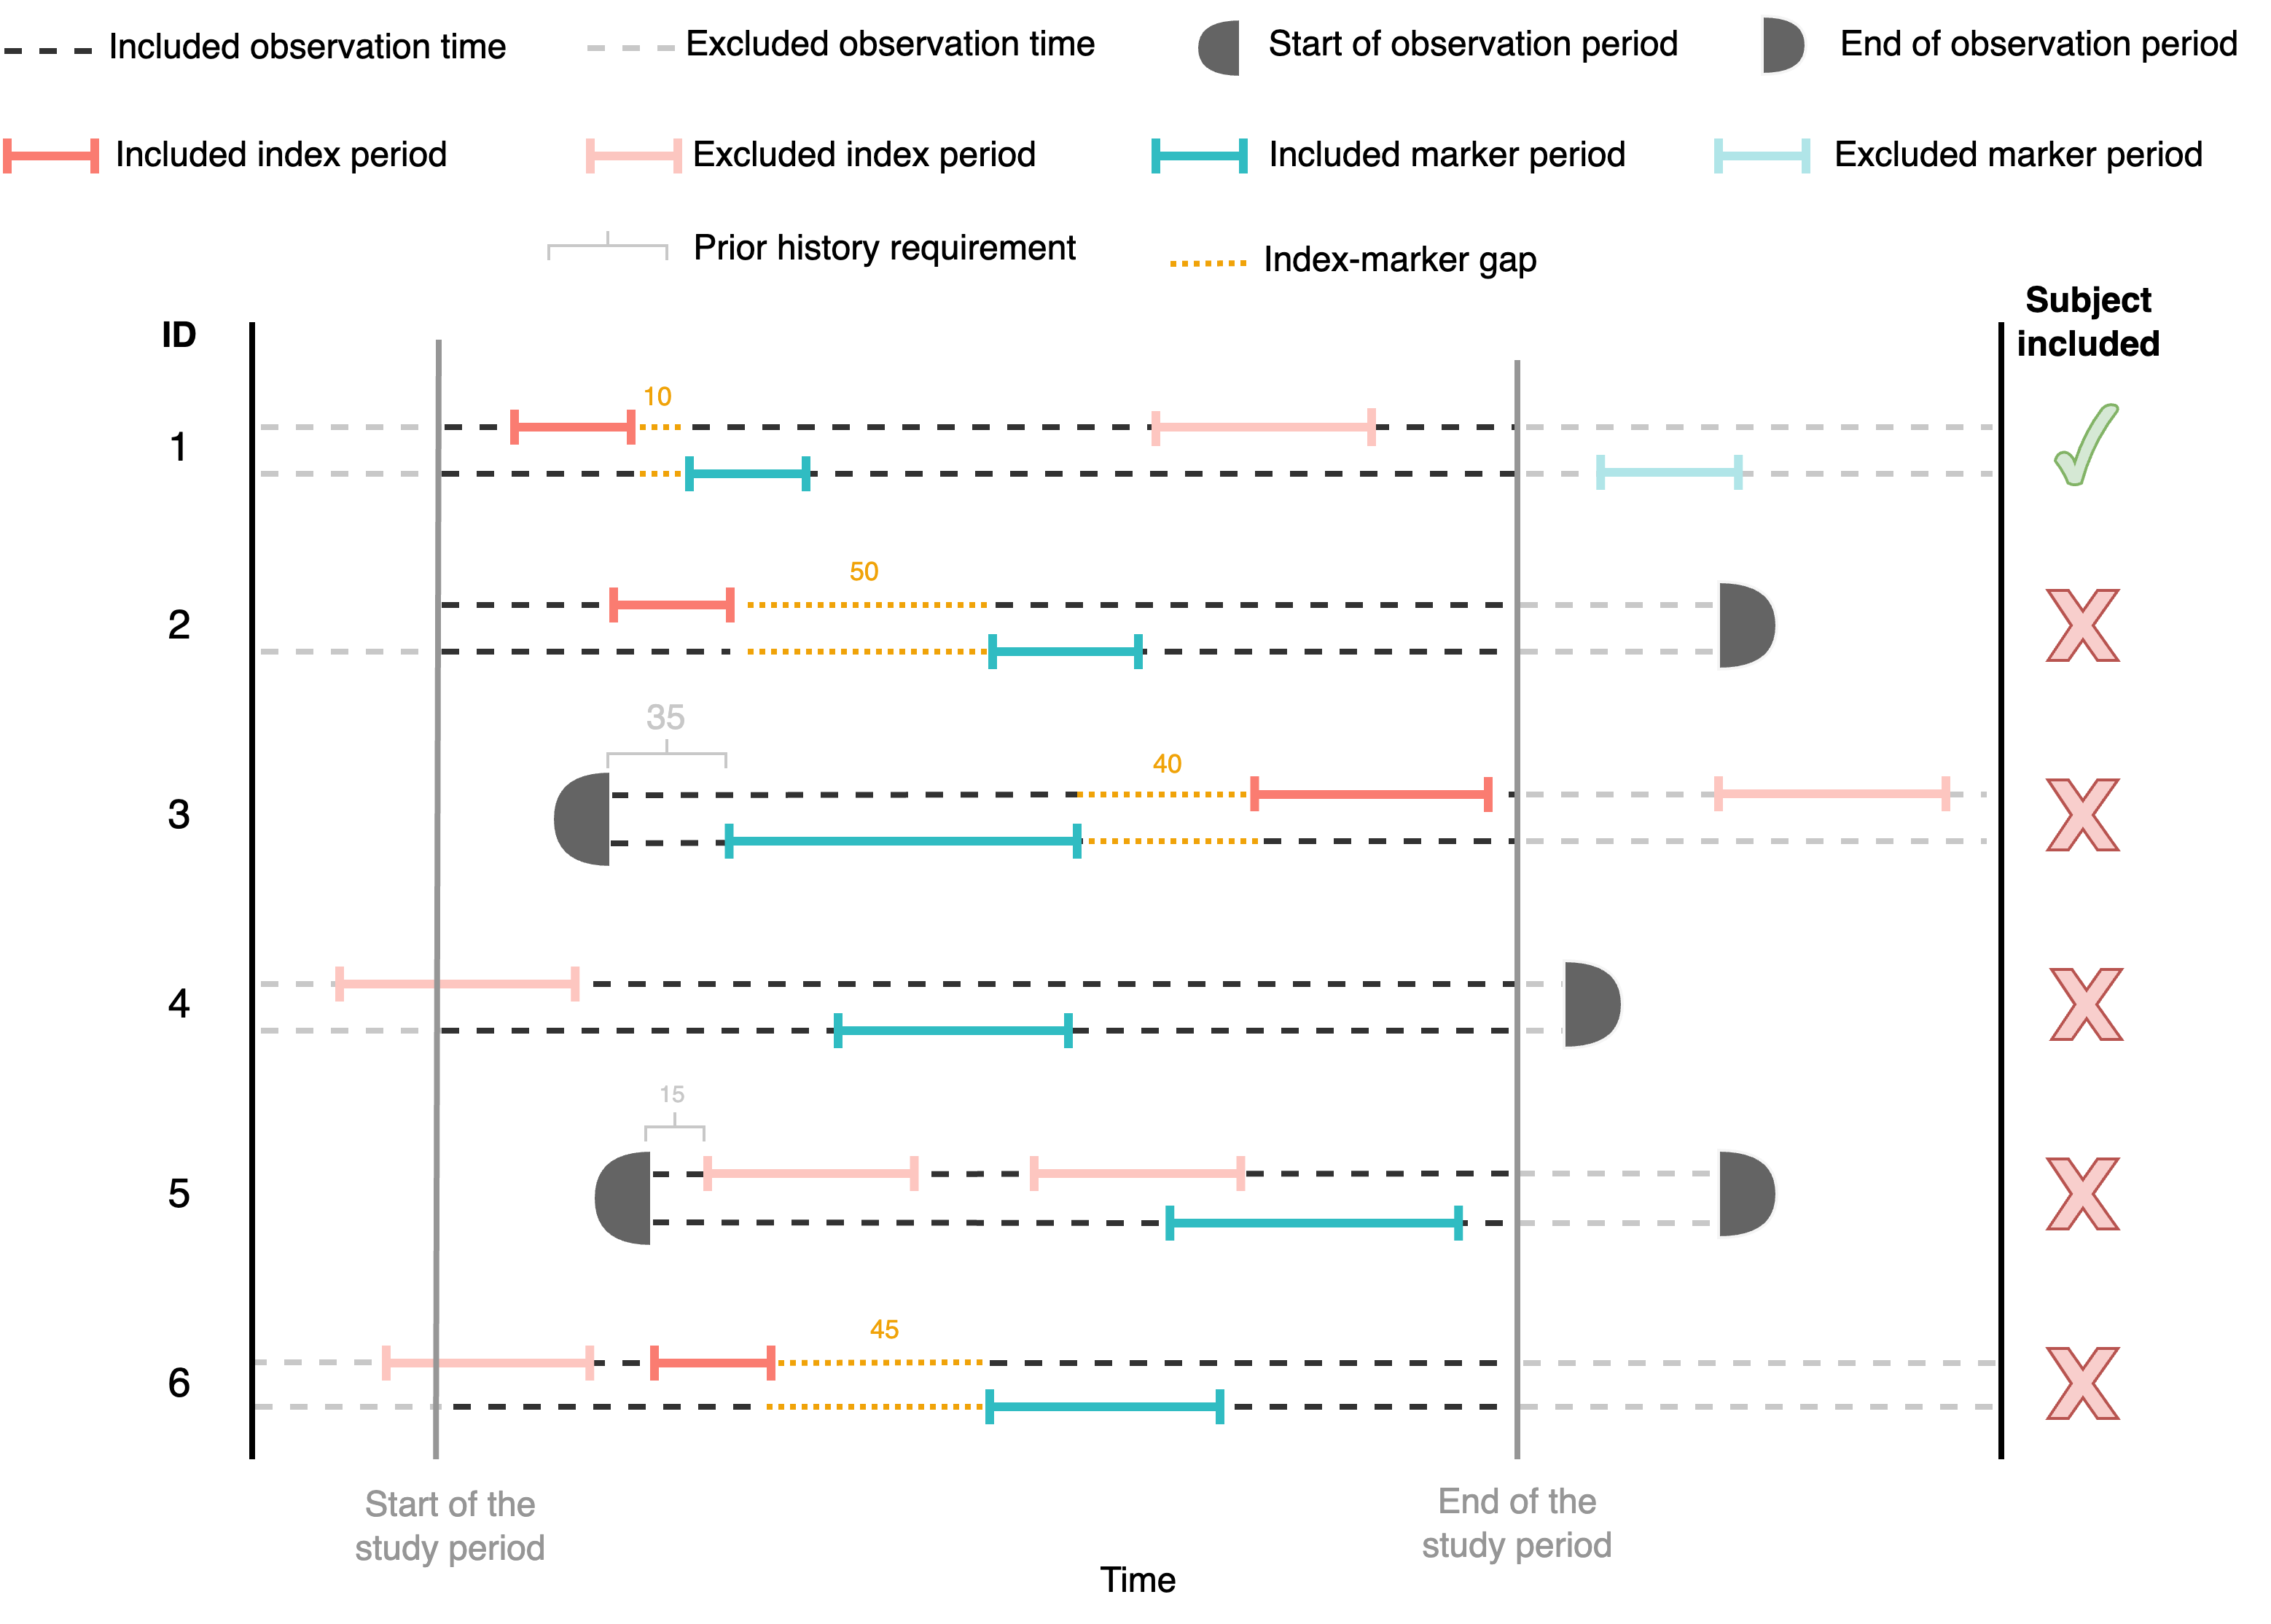 Included observation time
Excluded observation time
Start of observation period
End of observation period
Included index period
Excluded index period
Included marker period
Excluded marker period
Prior history requirement
Index-marker gap
ID
Subject
included
10
1
50
2
35
40
3
4
15
5
45
6
Start of the
study period
End of the
study period
Time